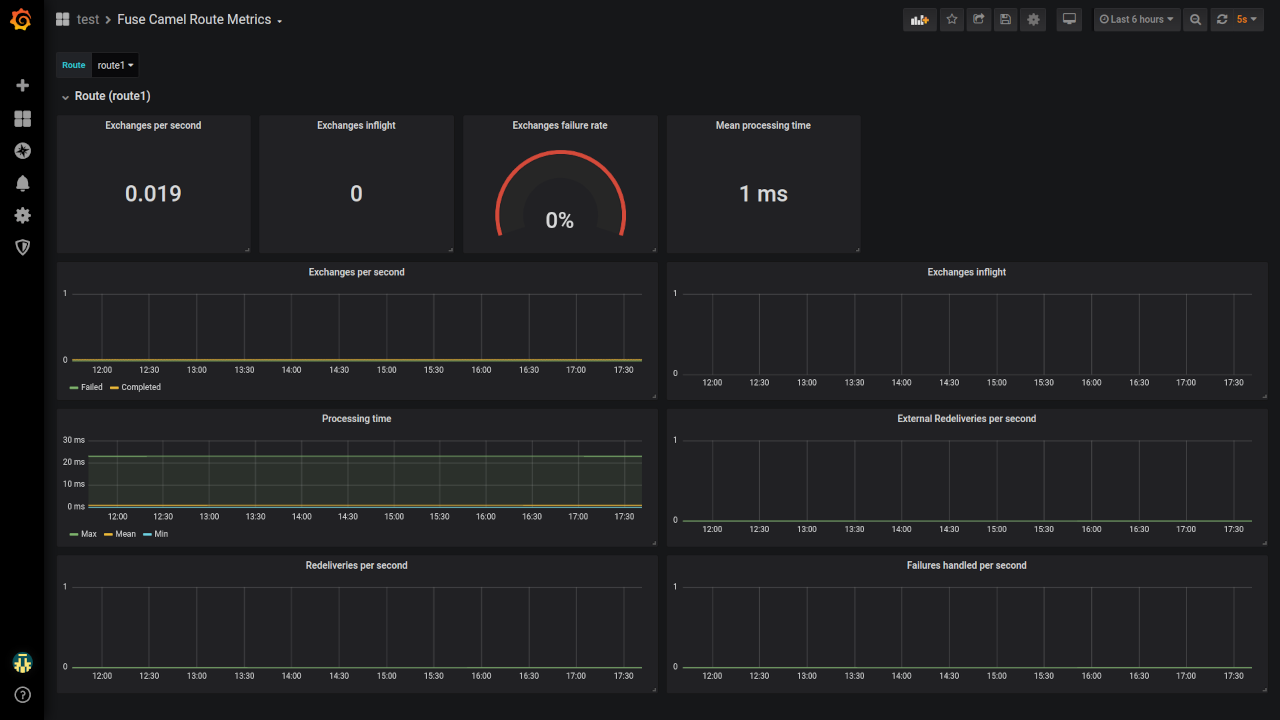 test > Fuse Camel Route Metrics
Last 6 hours
5s
Route route1
Route (route1)
Exchanges per second
0.019
Exchanges inflight
0
Exchanges failure rate
0%
Mean processing time
1 ms
Exchanges per second
1
0
12:00 12:30 13:00 13:30 14:00 14:30 15:00 15:30 16:00 16:30 17:00 17:30
Failed Completed
Exchanges inflight
1
0
12:00 12:30 13:00 13:30 14:00 14:30 15:00 15:30 16:00 16:30 17:00 17:30
Processing time
30 ms
20 ms
10 ms
0 ms
12:00 12:30 13:00 13:30 14:00 14:30 15:00 15:30 16:00 16:30 17:00 17:30
Max Mean Min
External Redeliveries per second
1
0
12:00 12:30 13:00 13:30 14:00 14:30 15:00 15:30 16:00 16:30 17:00 17:30
Redeliveries per second
1
0
12:00 12:30 13:00 13:30 14:00 14:30 15:00 15:30 16:00 16:30 17:00 17:30
Failures handled per second
1
0
12:00 12:30 13:00 13:30 14:00 14:30 15:00 15:30 16:00 16:30 17:00 17:30